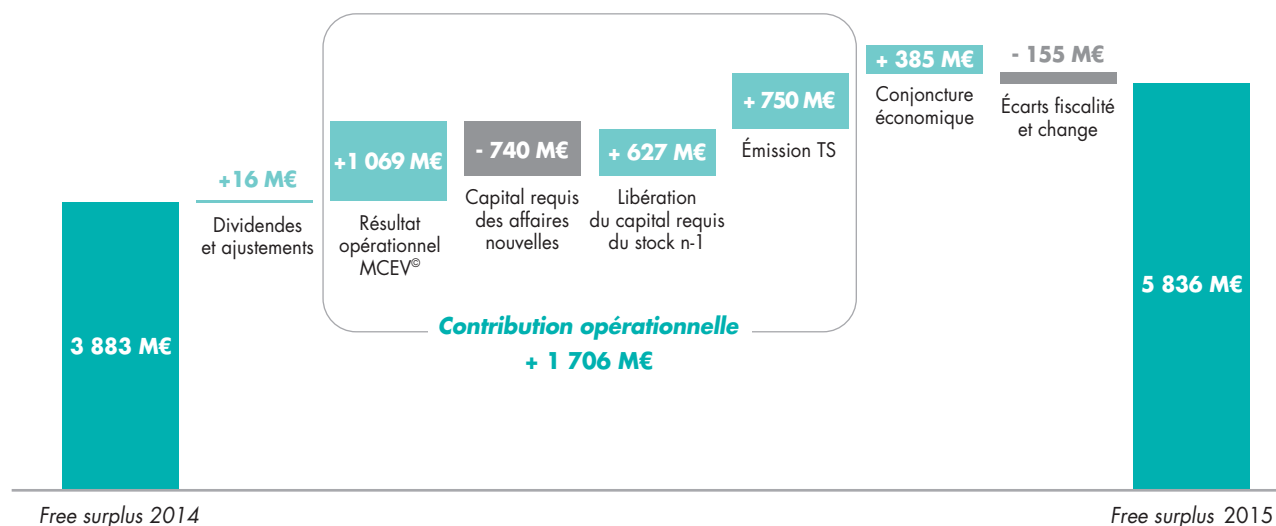 3 883 M€
Free surplus 2014
+16 M€
Dividendes
et ajustements
+1 069 M€
Résultat
opérationnel
MCEV©
- 740 M€
Capital requis
des affaires
nouvelles
+ 627 M€
Libération
du capital requis
du stock n-1
+ 750 M€
Émission TS
Contribution opérationnelle
+ 1 706 M€
+ 385 M€
Conjoncture
économique
- 155 M€
Écarts fiscalité
et change
5 836 M€
Free surplus 2015